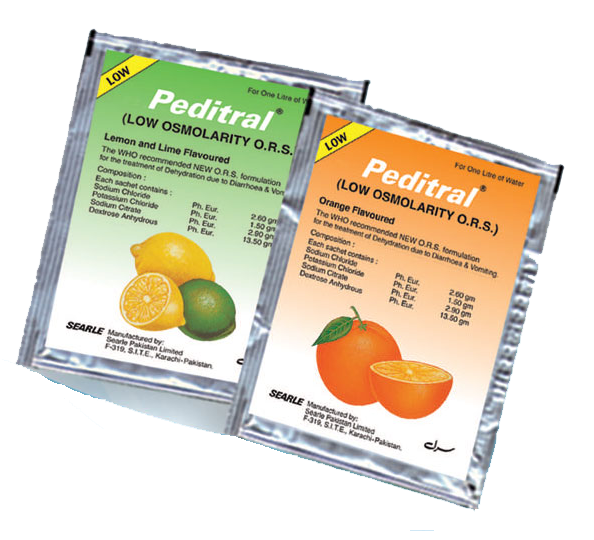 LOW
For One Litre of
Peditral®
(LOW OSMOLARITY O.R.S.
Lemon and Lime Flavoured
The WHO recommended NEW O.R.S. formulation
for the treatment of Dehydration due to Diarrhoea &
Composition :
Each sachet contains :
Sodium Chloride Ph. Eur. 2.60 gm
Potassium Chloride Ph. Eur. 1.50 gm
Sodium Citrate Ph. Eur. 2.90 gm
Dextrose Anhydrous Ph. Eur. 13.50 gm
SEARLE Manufactured by:
Searle Pakistan Limited
F-319, S.I.T.E., Karachi-Pakistan.
LOW
For One Litre of Water
Peditral®
(LOW OSMOLARITY O.R.S.)
Orange Flavoured
The WHO recommended NEW O.R.S. formulation
for the treatment of Dehydration due to Diarrhoea & Vomiting.
Composition :
Each sachet contains :
Sodium Chloride Ph. Eur. 2.60 gm
Potassium Chloride Ph. Eur. 1.50 gm
Sodium Citrate Ph. Eur. 2.90 gm
Dextrose Anhydrous Ph. Eur. 13.50 gm
SEARLE Manufactured by:
Searle Pakistan Limited
F-319, S.I.T.E., Karachi-Pakistan.
سرل